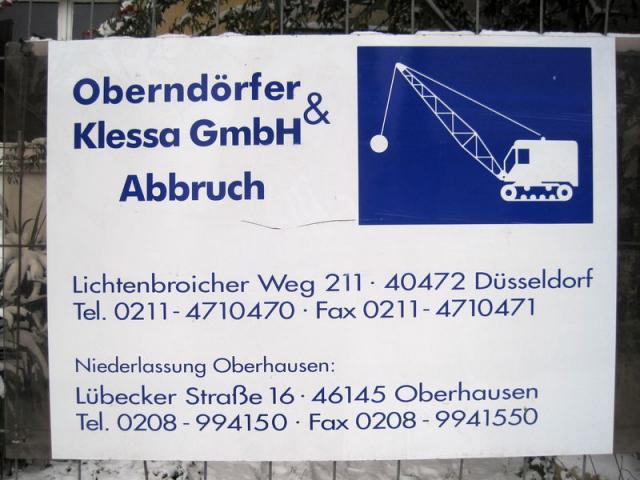 Oberndörfer &
Klessa GmbH
Abbruch
Lichtenbroicher Weg 211 · 40472 Düsseldorf
Tel. 0211 - 4710470 · Fax 0211 - 4710471
Niederlassung Oberhausen:
Lübecker Straße 16 · 46145 Oberhausen
Tel. 0208 - 994150 · Fax 0208 - 9941550